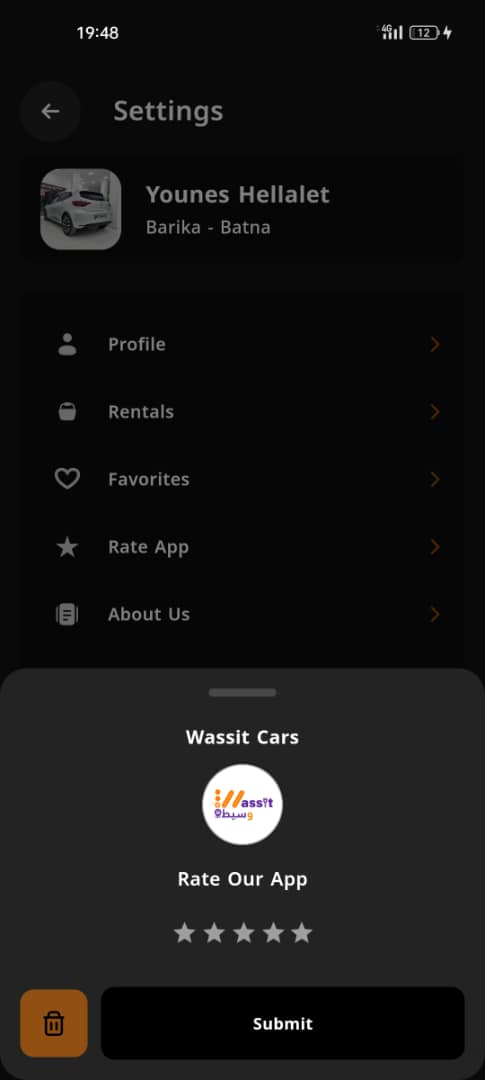 19:48
4G
12
Settings
Younes Hellalet
Barika - Batna
Profile
Rentals
Favorites
Rate App
About Us
Wassit Cars
Wassit
وسيط
Rate Our App
Submit